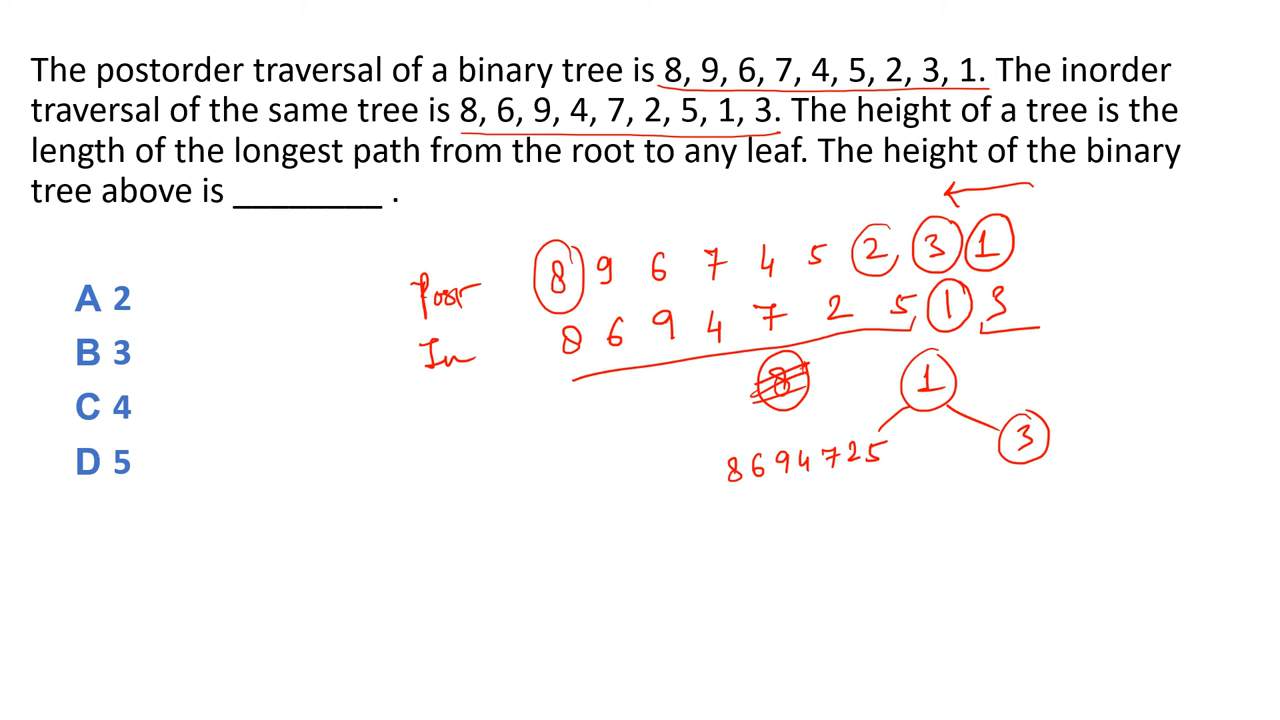 The postorder traversal of a binary tree is 8, 9, 6, 7, 4, 5, 2, 3, 1. The inorder
traversal of the same tree is 8, 6, 9, 4, 7, 2, 5, 1, 3. The height of a tree is the
length of the longest path from the root to any leaf. The height of the binary
tree above is ________ .
Post 8 9 6 7 4 5 2, 3 1
A 2
In 8 6 9 4 7 2 5, 1 3
B 3
8 1
C 4
3
8 6 9 4 7 2 5
D 5